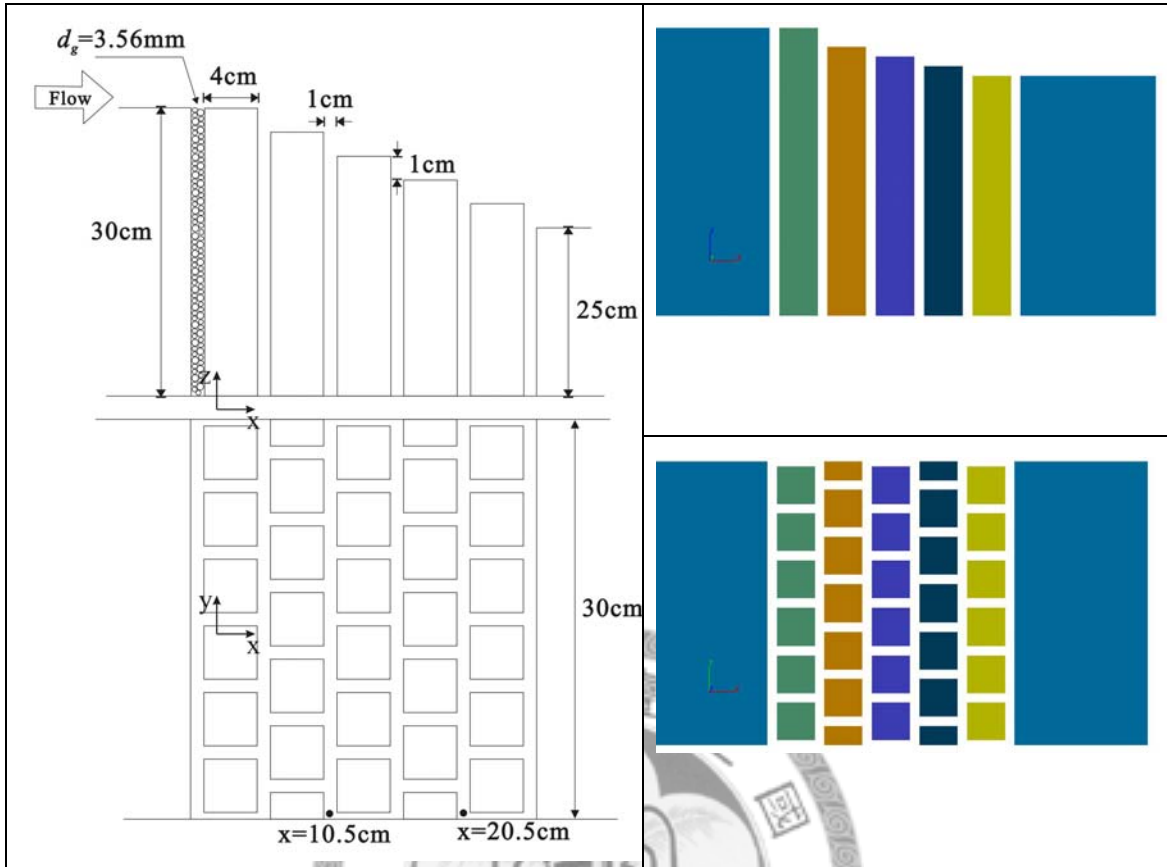 d_g=3.56mm
4cm
Flow
1cm
1cm
30cm
25cm
z
x
y
x
30cm
x=10.5cm
x=20.5cm